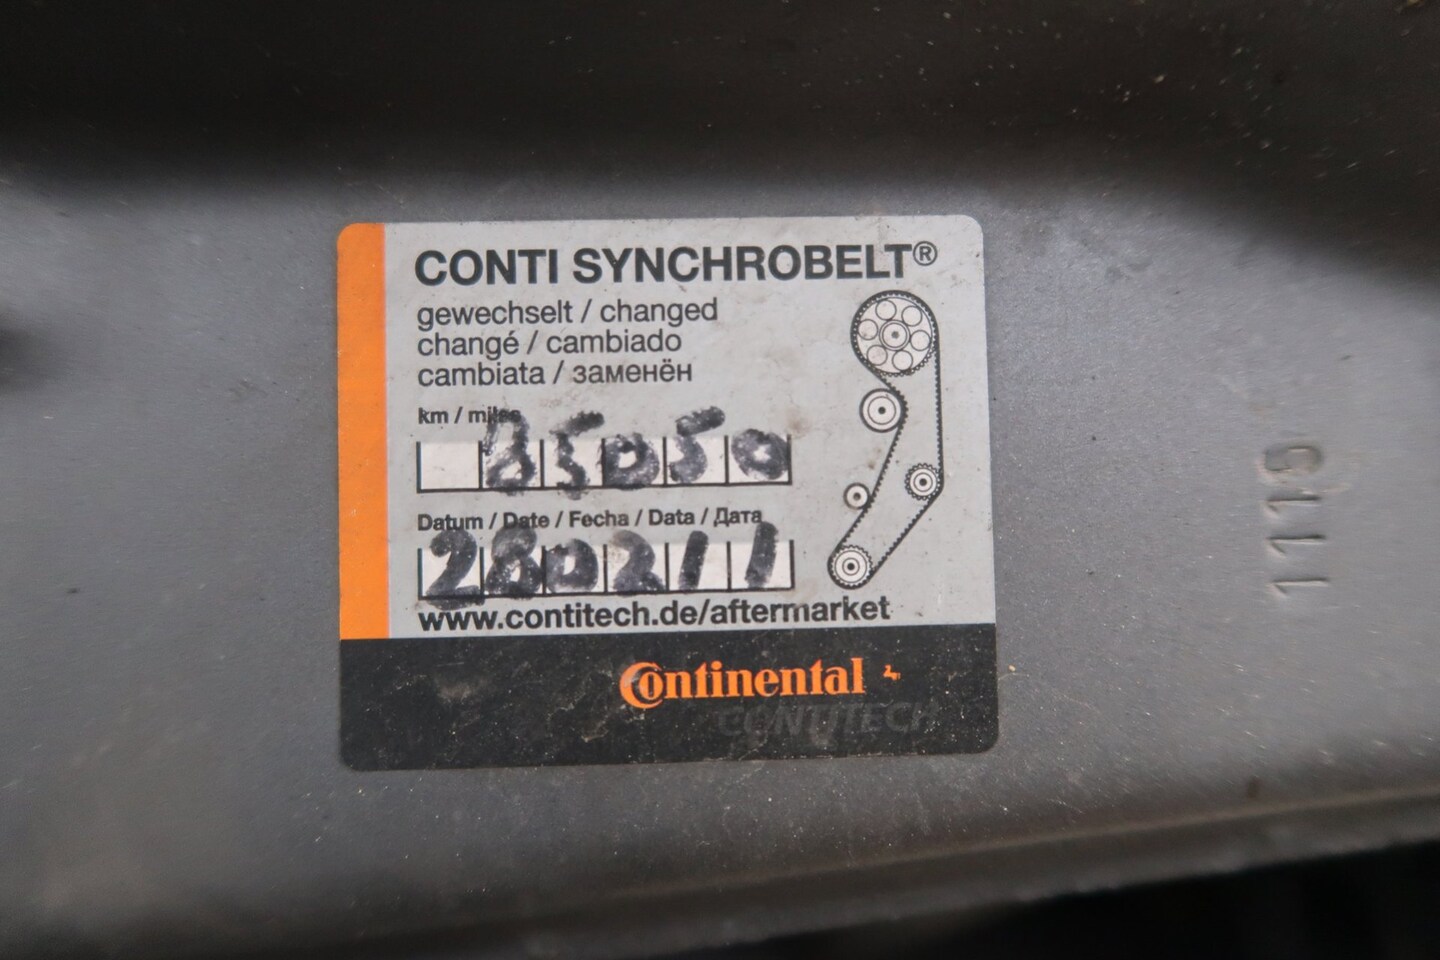 CONTI SYNCHROBELT®
gewechselt / changed
changé / cambiado
cambiata / заменён
km / miles
85050
Datum / Date / Fecha / Data / Дата
280211
www.contitech.de/aftermarket
Continental
CONTITECH
1118